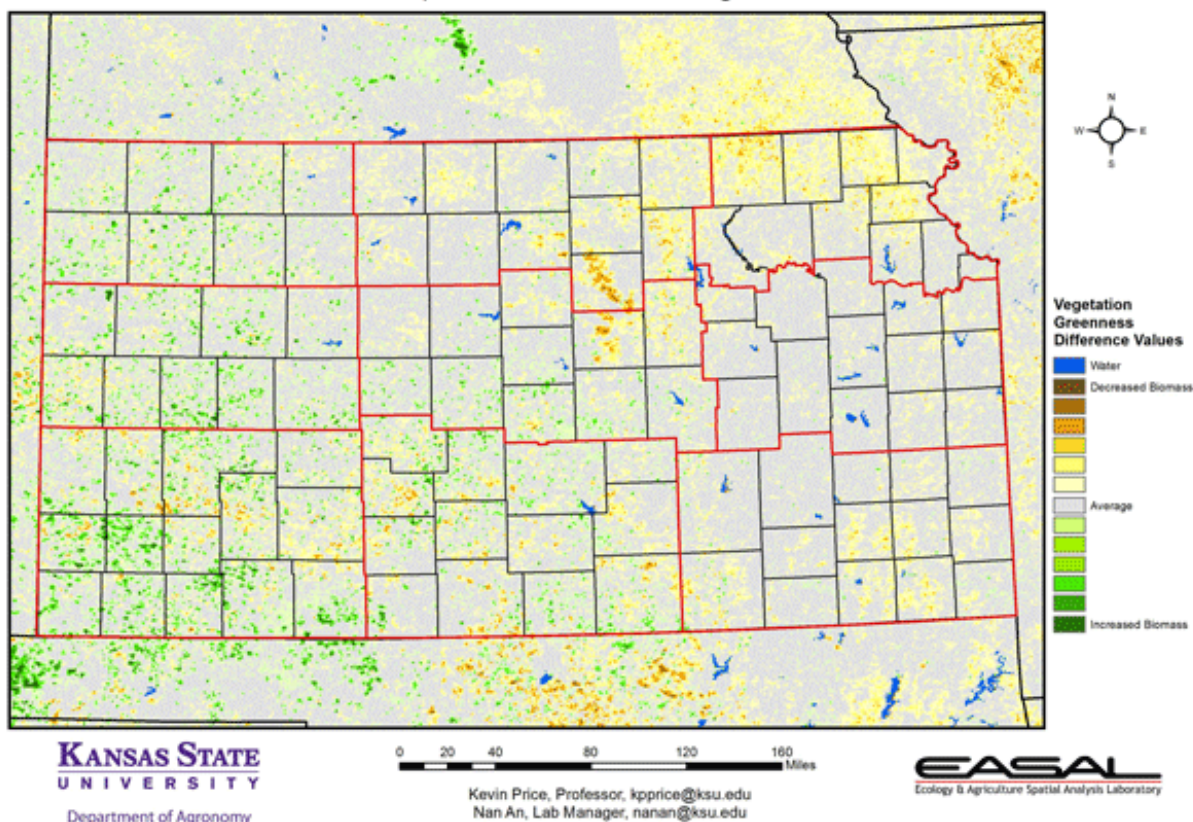 N
W
E
S
Vegetation
Greenness
Difference Values
Water
Decreased Biomass
Average
Increased Biomass
KANSAS STATE
UNIVERSITY
Department of Agronomy
0 20 40 80 120 160
Miles
Kevin Price, Professor, kpprice@ksu.edu
Nan An, Lab Manager, nanan@ksu.edu
EASAL
Ecology & Agriculture Spatial Analysis Laboratory